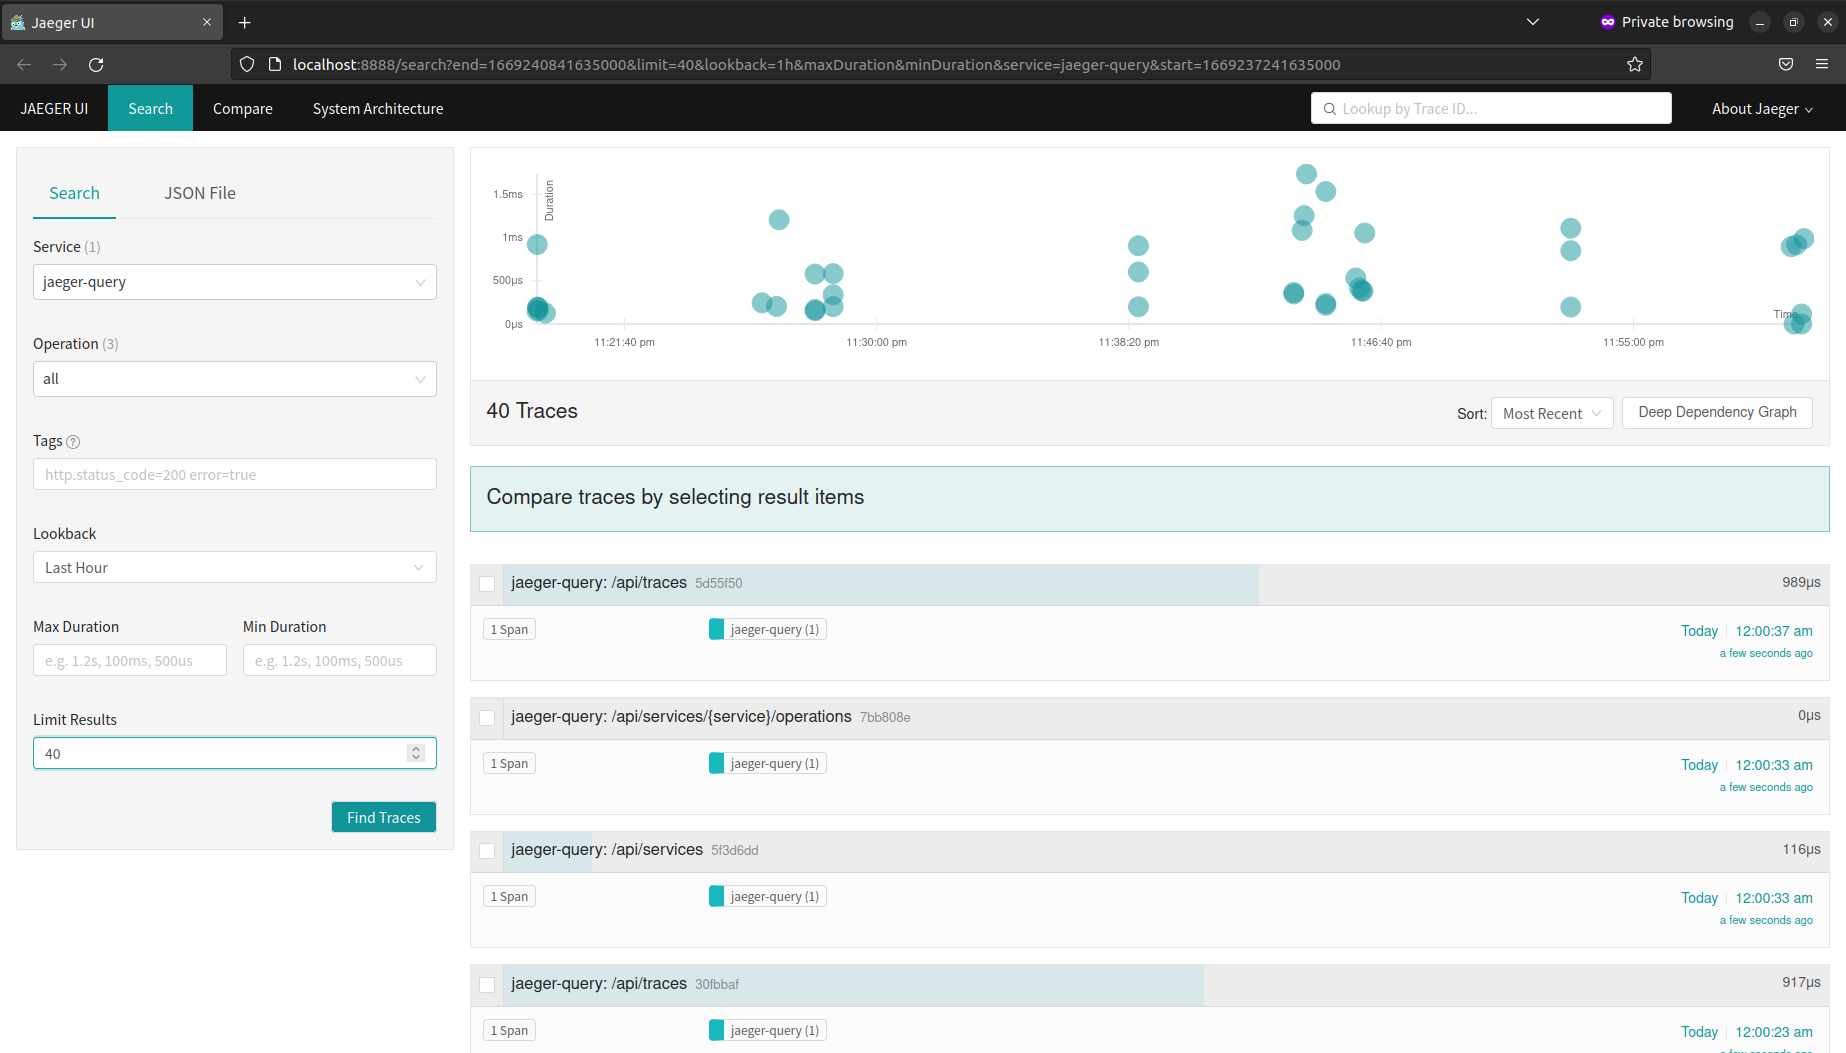 Jaeger UI
Private browsing
localhost:8888/search?end=1669240841635000&limit=40&lookback=1h&maxDuration&minDuration&service=jaeger-query&start=1669237241635000
JAEGER UI Search Compare System Architecture Lookup by Trace ID... About Jaeger
Search JSON File
Service (1)
jaeger-query
Operation (3)
all
Tags ?
http.status_code=200 error=true
Lookback
Last Hour
Max Duration Min Duration
e.g. 1.2s, 100ms, 500us e.g. 1.2s, 100ms, 500us
Limit Results
40
Find Traces
Duration
1.5ms
1ms
500μs
0μs
Time
11:21:40 pm 11:30:00 pm 11:38:20 pm 11:46:40 pm 11:55:00 pm
40 Traces Sort: Most Recent Deep Dependency Graph
Compare traces by selecting result items
jaeger-query: /api/traces 5d55f50 989μs
1 Span jaeger-query (1) Today 12:00:37 am
a few seconds ago
jaeger-query: /api/services/{service}/operations 7bb808e 0μs
1 Span jaeger-query (1) Today 12:00:33 am
a few seconds ago
jaeger-query: /api/services 5f3d6dd 116μs
1 Span jaeger-query (1) Today 12:00:33 am
a few seconds ago
jaeger-query: /api/traces 30fbbaf 917μs
1 Span jaeger-query (1) Today 12:00:23 am